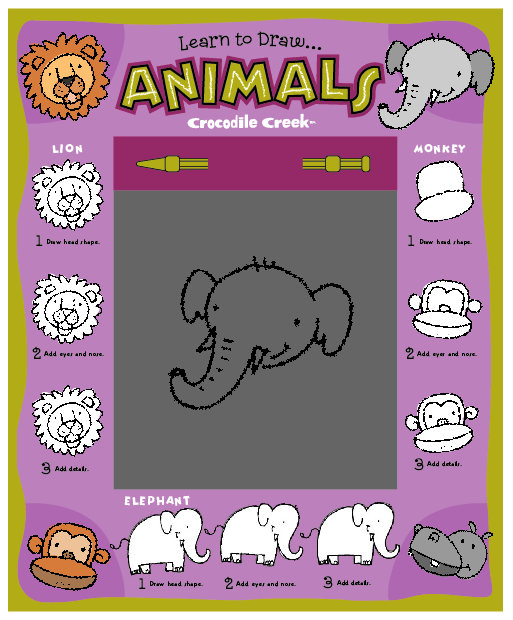 Learn to Draw...
ANIMALS
Crocodile Creek™
LION
MONKEY
1 Draw head shape.
1 Draw head shape.
2 Add eyes and nose.
2 Add eyes and nose.
3 Add details.
3 Add details.
ELEPHANT
1 Draw head shape.
2 Add eyes and nose.
3 Add details.